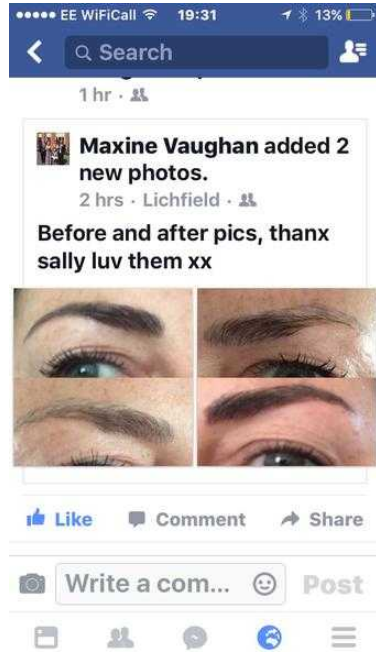 EE WiFiCall 19:31 13%
Search
1 hr ·
Maxine Vaughan added 2
new photos.
2 hrs · Lichfield ·
Before and after pics, thanx
sally luv them xx
Like Comment Share
Write a com... Post